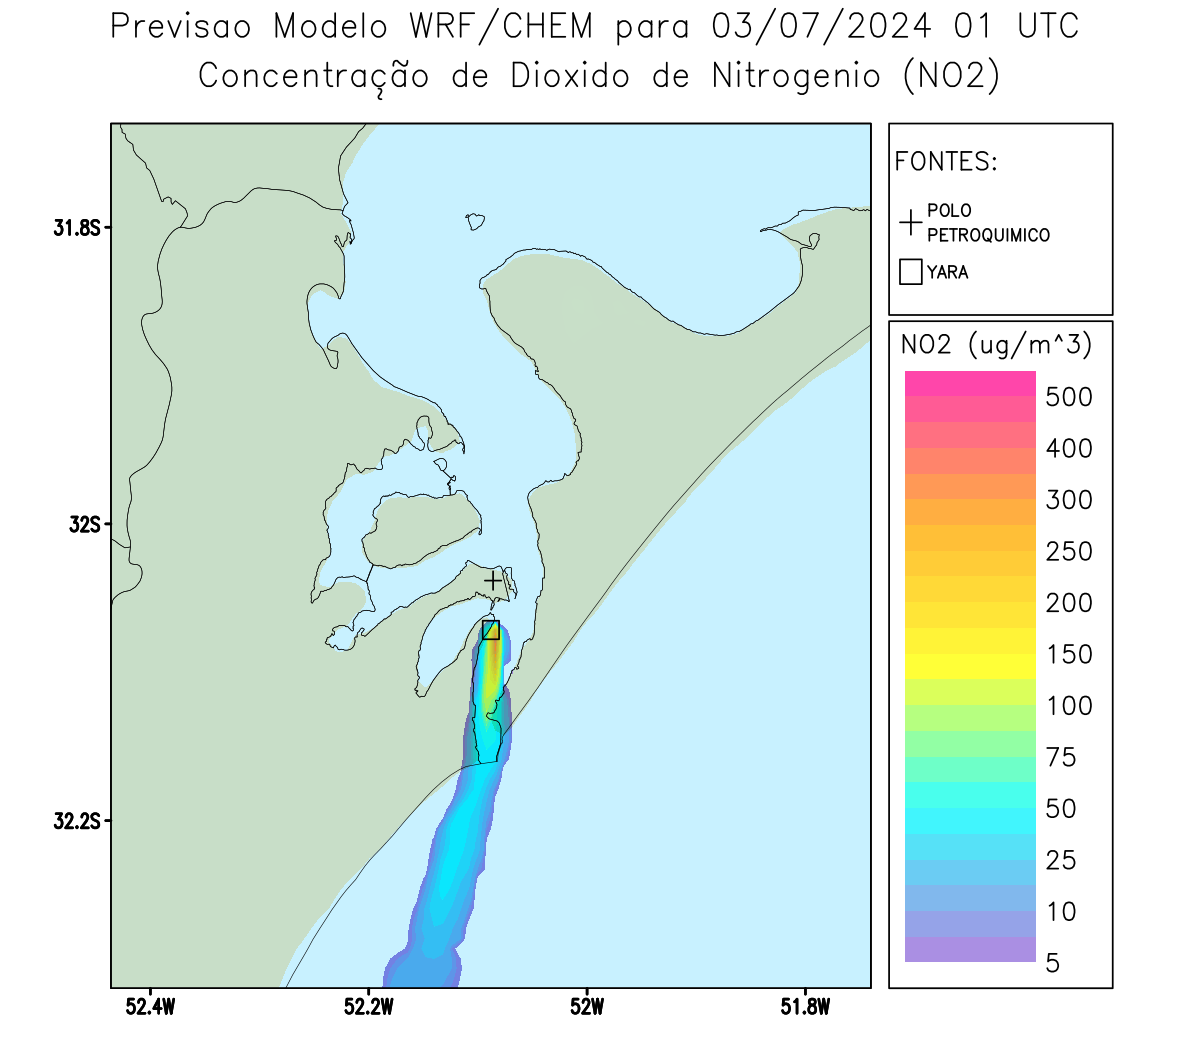 Previsao Modelo WRF/CHEM para 03/07/2024 01 UTC
Concentração de Dioxido de Nitrogenio (NO2)
FONTES:
POLO
PETROQUIMICO
YARA
NO2 (ug/m^3)
500
400
300
250
200
150
100
75
50
25
10
5
31.8S
32S
32.2S
52.4W
52.2W
52W
51.8W